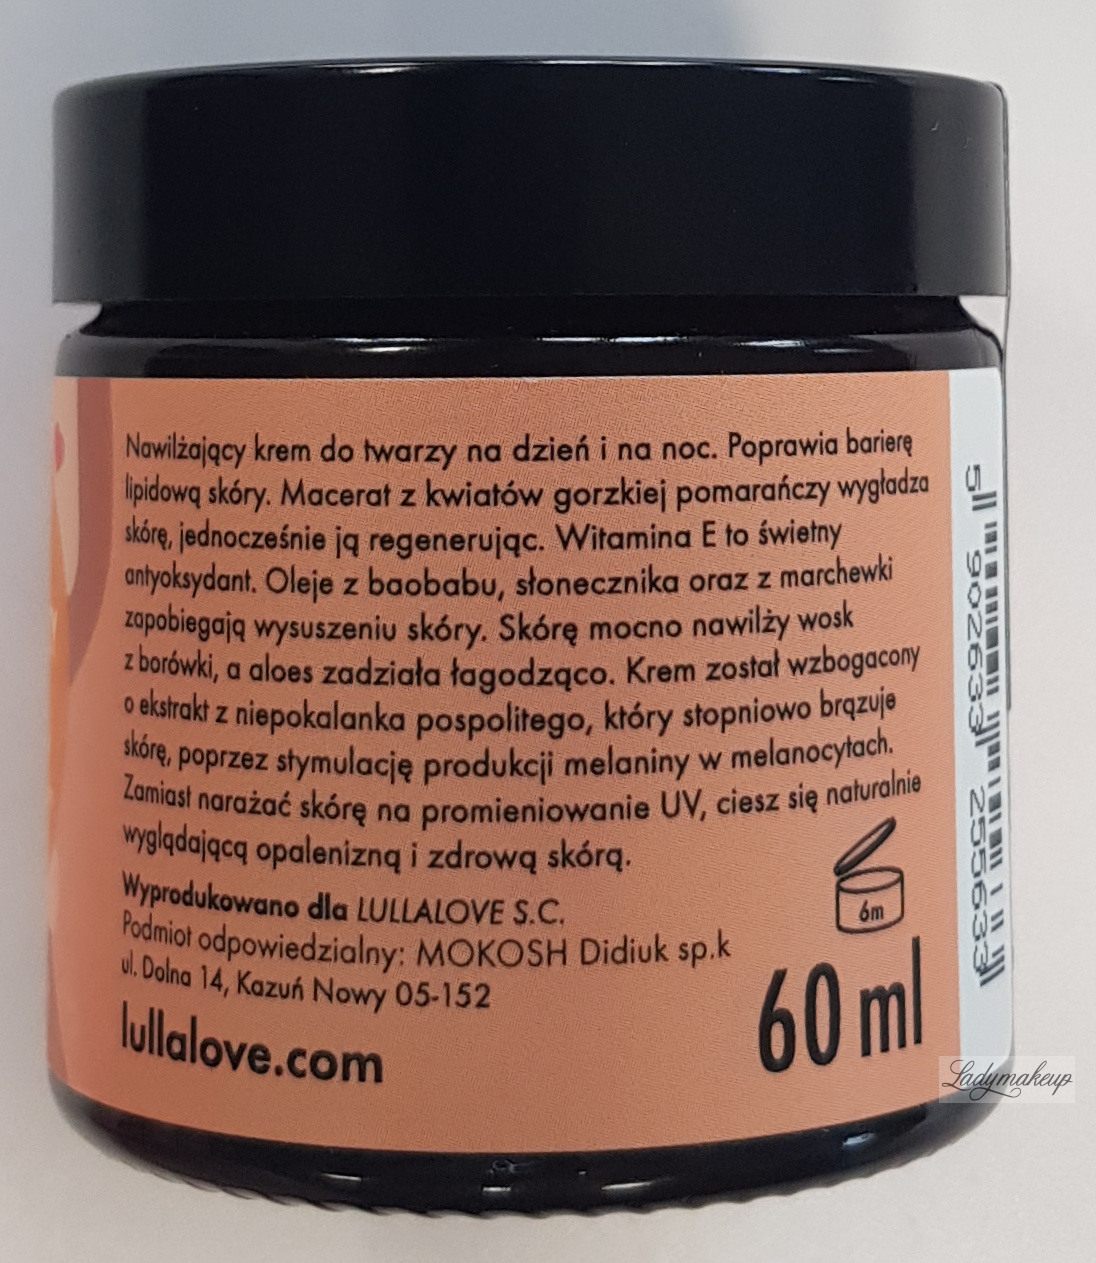 Nawilżający krem do twarzy na dzień i na noc. Poprawia barierę
lipidową skóry. Macerat z kwiatów gorzkiej pomarańczy wygładza
skórę, jednocześnie ją regenerując. Witamina E to świetny
antyoksydant. Oleje z baobabu, słonecznika oraz z marchewki
zapobiegają wysuszeniu skóry. Skórę mocno nawilży wosk
z borówki, a aloes zadziała łagodząco. Krem został wzbogacony
o ekstrakt z niepokalanka pospolitego, który stopniowo brązuje
skórę, poprzez stymulację produkcji melaniny w melanocytach.
Zamiast narażać skórę na promieniowanie UV, ciesz się naturalnie
wyglądającą opalenizną i zdrową skórą.
Wyprodukowano dla LULLALOVE S.C.
Podmiot odpowiedzialny: MOKOSH Didiuk sp.k
ul. Dolna 14, Kazuń Nowy 05-152
lullalove.com
6m
60 ml
5 902633 255633
Ladymakeup